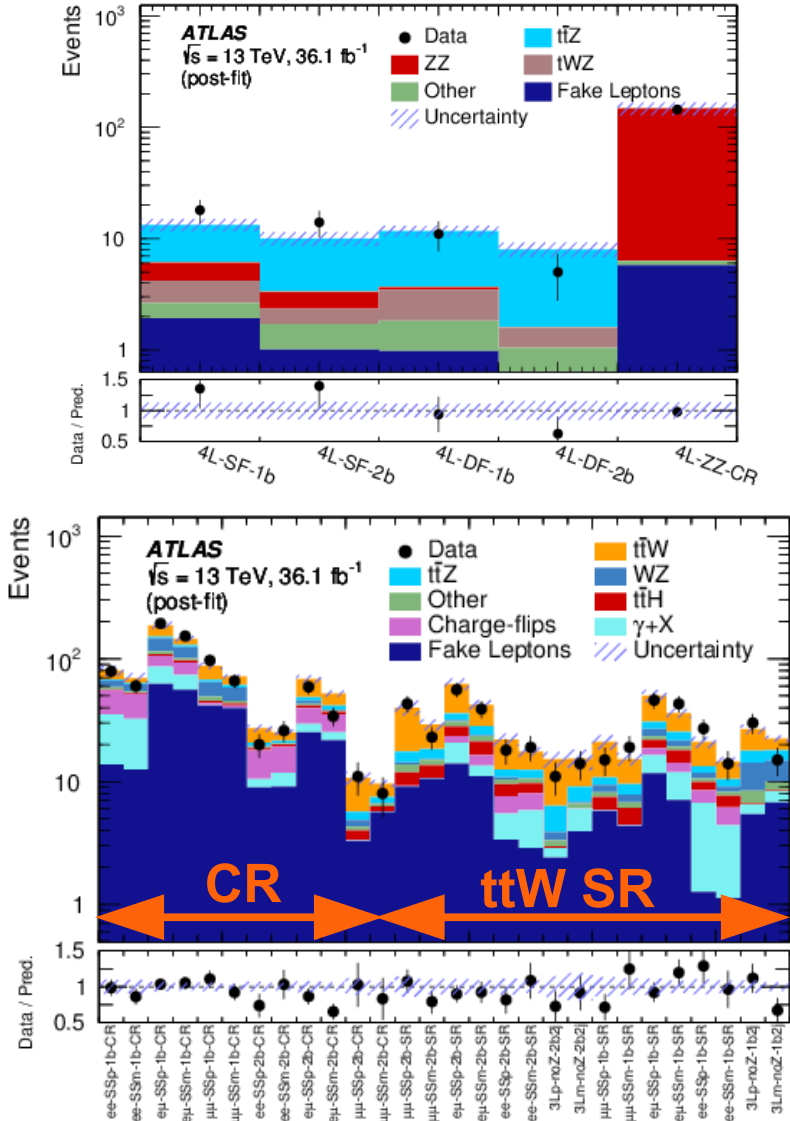 Events
ATLAS
√s = 13 TeV, 36.1 fb⁻¹
(post-fit)
Data
tt̄Z
ZZ
tWZ
Other
Fake Leptons
Uncertainty
10²
10
1
Data / Pred.
1.5
1
0.5
4L-SF-1b
4L-SF-2b
4L-DF-1b
4L-DF-2b
4L-ZZ-CR
Events
ATLAS
√s = 13 TeV, 36.1 fb⁻¹
(post-fit)
Data
tt̄W
tt̄Z
WZ
Other
tt̄H
Charge-flips
γ+X
Fake Leptons
Uncertainty
10³
10²
10
1
CR
ttW SR
Data / Pred.
1.5
1
0.5
ee-SSp-1b-CR
ee-SSm-1b-CR
eμ-SSp-1b-CR
eμ-SSm-1b-CR
μμ-SSp-1b-CR
μμ-SSm-1b-CR
ee-SSp-2b-CR
ee-SSm-2b-CR
eμ-SSp-2b-CR
eμ-SSm-2b-CR
μμ-SSp-2b-CR
μμ-SSm-2b-CR
μμ-SSp-2b-SR
μμ-SSm-2b-SR
eμ-SSp-2b-SR
eμ-SSm-2b-SR
ee-SSp-2b-SR
ee-SSm-2b-SR
3Lp-noZ-2b2j
3Lm-noZ-2b2j
μμ-SSp-1b-SR
μμ-SSm-1b-SR
eμ-SSp-1b-SR
eμ-SSm-1b-SR
ee-SSp-1b-SR
ee-SSm-1b-SR
3Lp-noZ-1b2j
3Lm-noZ-1b2j